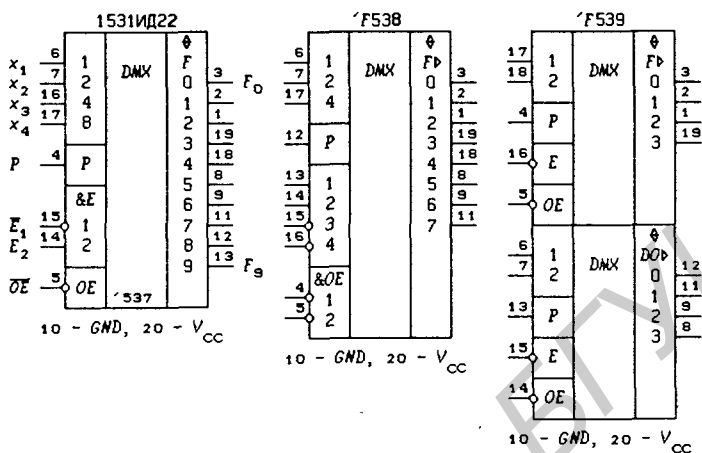 1531ИД22
x1 6 1 DMX ◊ F
x2 7 2 0 3 F0
x3 16 4 1 2
x4 17 8 2 1
3 19
P 4 P 4 18
5 8
&E 6 9
E1 15 1 7 11
E2 14 2 8 12
9 13 F9
OE 5 OE '537
10 - GND, 20 - VCC
'F538
6 1 DMX ◊ F▷
7 2 0 3
17 4 1 2
2 1
12 P 3 19
4 18
13 1 5 8
14 2 6 9
15 3 7 11
16 4
&OE
4 1
5 2
10 - GND, 20 - VCC
'F539
17 1 DMX ◊ F▷
18 2 0 3
1 2
4 P 2 1
3 19
16 E
5 OE
6 1 DMX ◊ DO▷
7 2 0 12
1 11
13 P 2 9
3 8
15 E
14 OE
10 - GND, 20 - VCC
БГУ